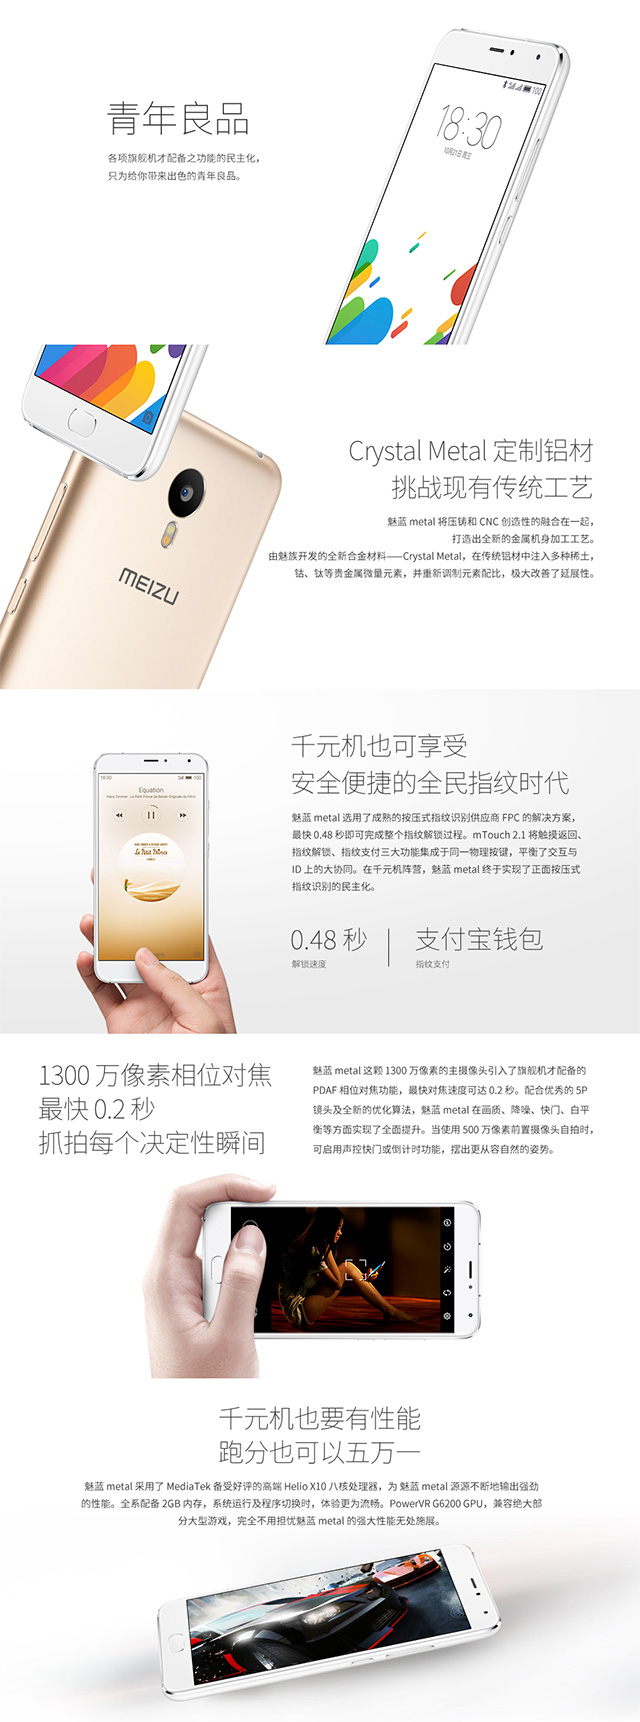 青年良品
各项旗舰机才配备之功能的民主化，
只为给你带来出色的青年良品。
100
18:30
10月21日 周三
Crystal Metal 定制铝材
挑战现有传统工艺
魅蓝 metal 将压铸和 CNC 创造性的融合在一起，
打造出全新的金属机身加工工艺。
由魅族开发的全新合金材料——Crystal Metal，在传统铝材中注入多种稀土，
钴、钛等贵金属微量元素，并重新调制元素配比，极大改善了延展性。
MEIZU
千元机也可享受
安全便捷的全民指纹时代
魅蓝 metal 选用了成熟的按压式指纹识别供应商 FPC 的解决方案，
最快 0.48 秒即可完成整个指纹解锁过程。mTouch 2.1 将触摸返回、
指纹解锁、指纹支付三大功能集成于同一物理按键，平衡了交互与
ID 上的大协同。在千元机阵营，魅蓝 metal 终于实现了正面按压式
指纹识别的民主化。
18:30
100
Equation
Le Petit Prince
0.48 秒
解锁速度
支付宝钱包
指纹支付
1300 万像素相位对焦
最快 0.2 秒
抓拍每个决定性瞬间
魅蓝 metal 这颗 1300 万像素的主摄像头引入了旗舰机才配备的
PDAF 相位对焦功能，最快对焦速度可达 0.2 秒。配合优秀的 5P
镜头及全新的优化算法，魅蓝 metal 在画质、降噪、快门、白平
衡等方面实现了全面提升。当使用 500 万像素前置摄像头自拍时，
可启用声控快门或倒计时功能，摆出更从容自然的姿势。
千元机也要有性能
跑分也可以五万一
魅蓝 metal 采用了 MediaTek 备受好评的高端 Helio X10 八核处理器，为 魅蓝 metal 源源不断地输出强劲
的性能。全系配备 2GB 内存，系统运行及程序切换时，体验更为流畅。PowerVR G6200 GPU，兼容绝大部
分大型游戏，完全不用担忧魅蓝 metal 的强大性能无处施展。